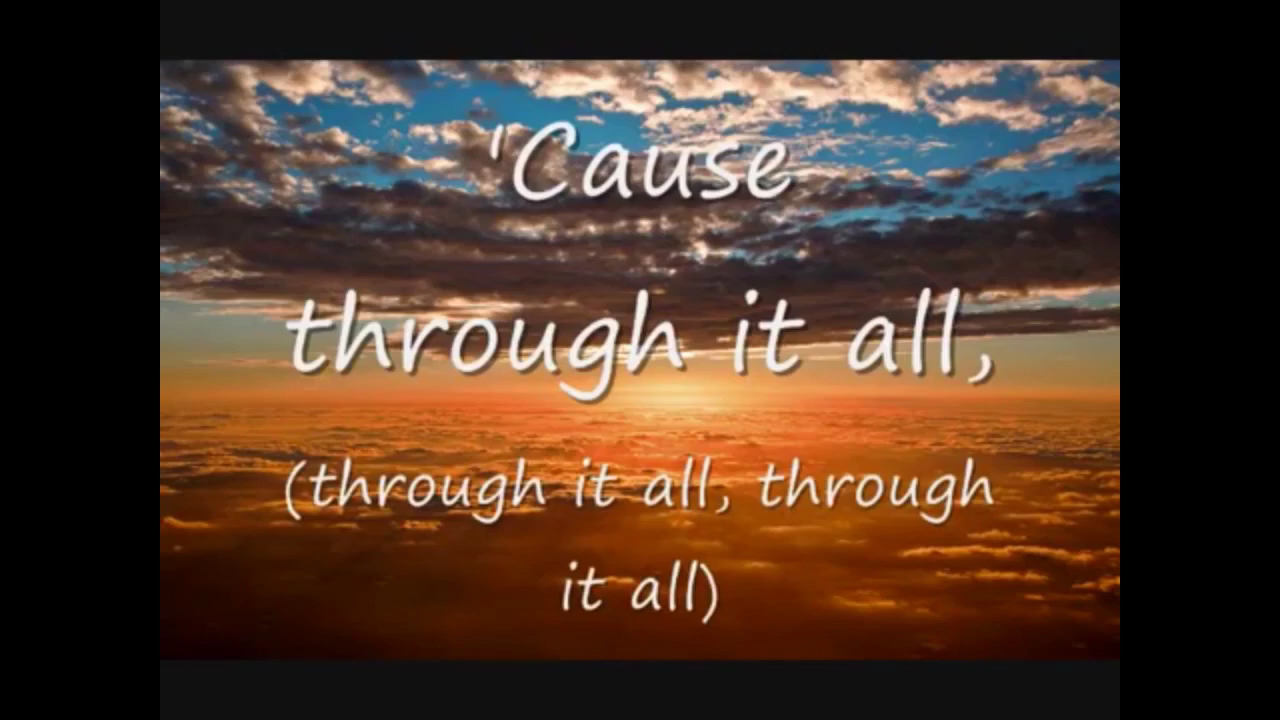 'Cause
through it all,
(through it all, through
it all)